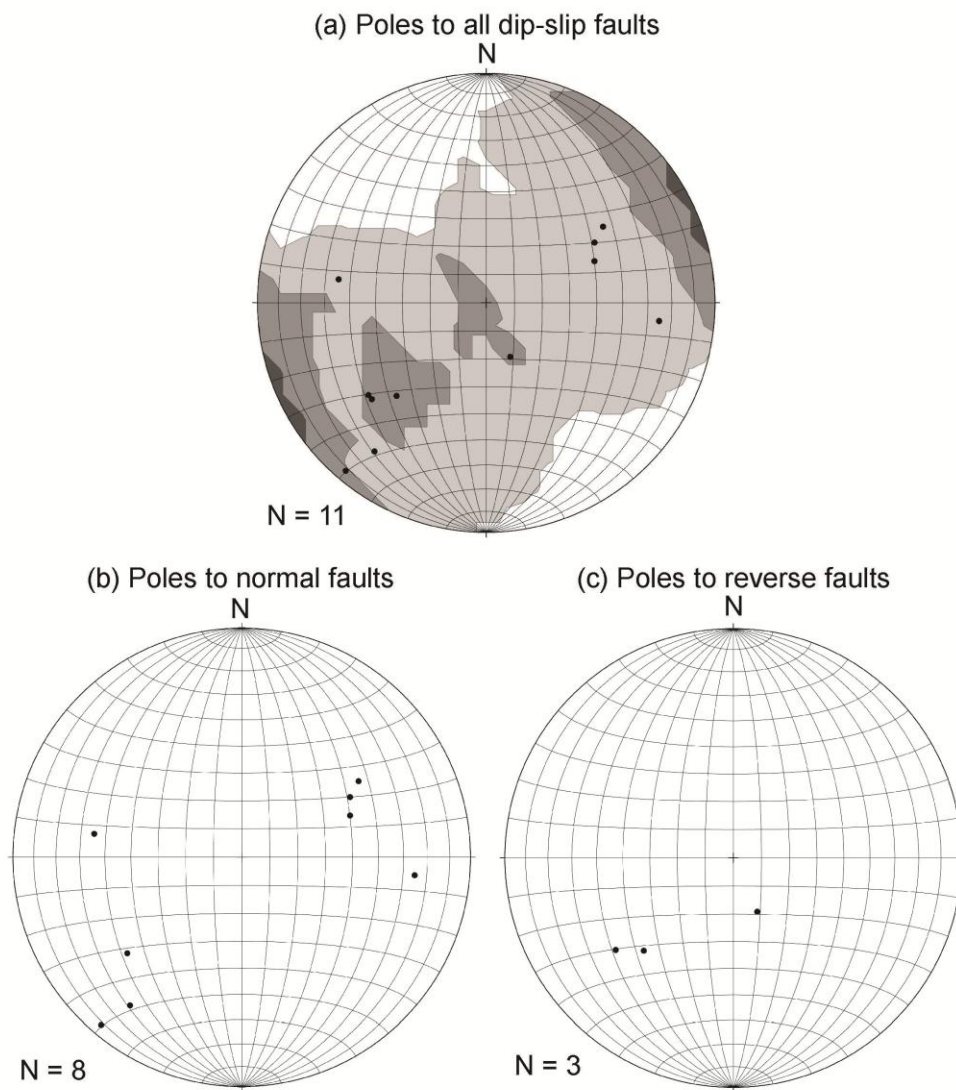 (a) Poles to all dip-slip faults
N
N = 11
(b) Poles to normal faults
N
N = 8
(c) Poles to reverse faults
N
N = 3